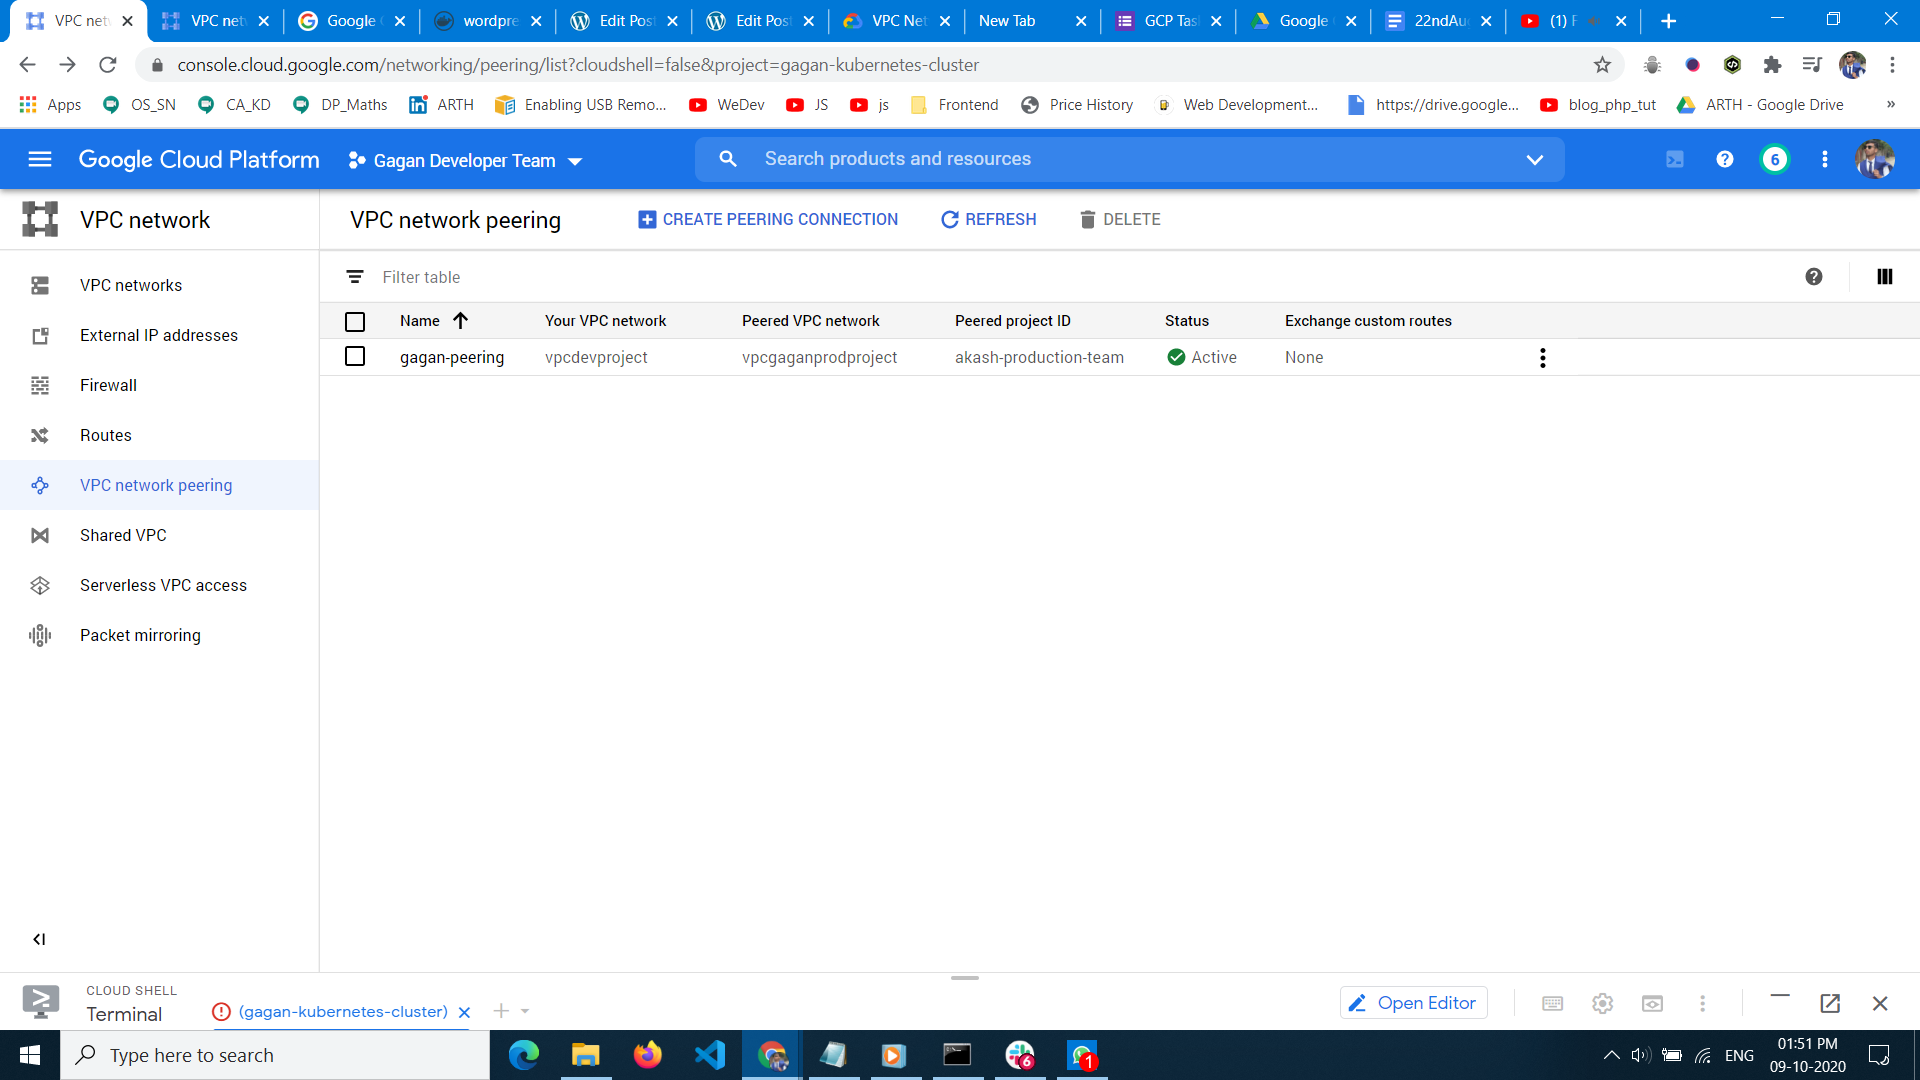 VPC net
VPC net
Google C
wordpre
Edit Post
Edit Post
VPC Net
New Tab
GCP Tas
Google
22ndAu
(1) F
console.cloud.google.com/networking/peering/list?cloudshell=false&project=gagan-kubernetes-cluster
Apps
OS_SN
CA_KD
DP_Maths
ARTH
Enabling USB Remo...
WeDev
JS
js
Frontend
Price History
Web Development...
https://drive.google...
blog_php_tut
ARTH - Google Drive
»
Google Cloud Platform
Gagan Developer Team
Search products and resources
6
VPC network
VPC network peering
CREATE PEERING CONNECTION
REFRESH
DELETE
VPC networks
External IP addresses
Firewall
Routes
VPC network peering
Shared VPC
Serverless VPC access
Packet mirroring
Filter table
Name Your VPC network Peered VPC network Peered project ID Status Exchange custom routes
gagan-peering vpcdevproject vpcgaganprodproject akash-production-team Active None
CLOUD SHELL
Terminal
(gagan-kubernetes-cluster)
Open Editor
Type here to search
6
1
ENG
01:51 PM
09-10-2020